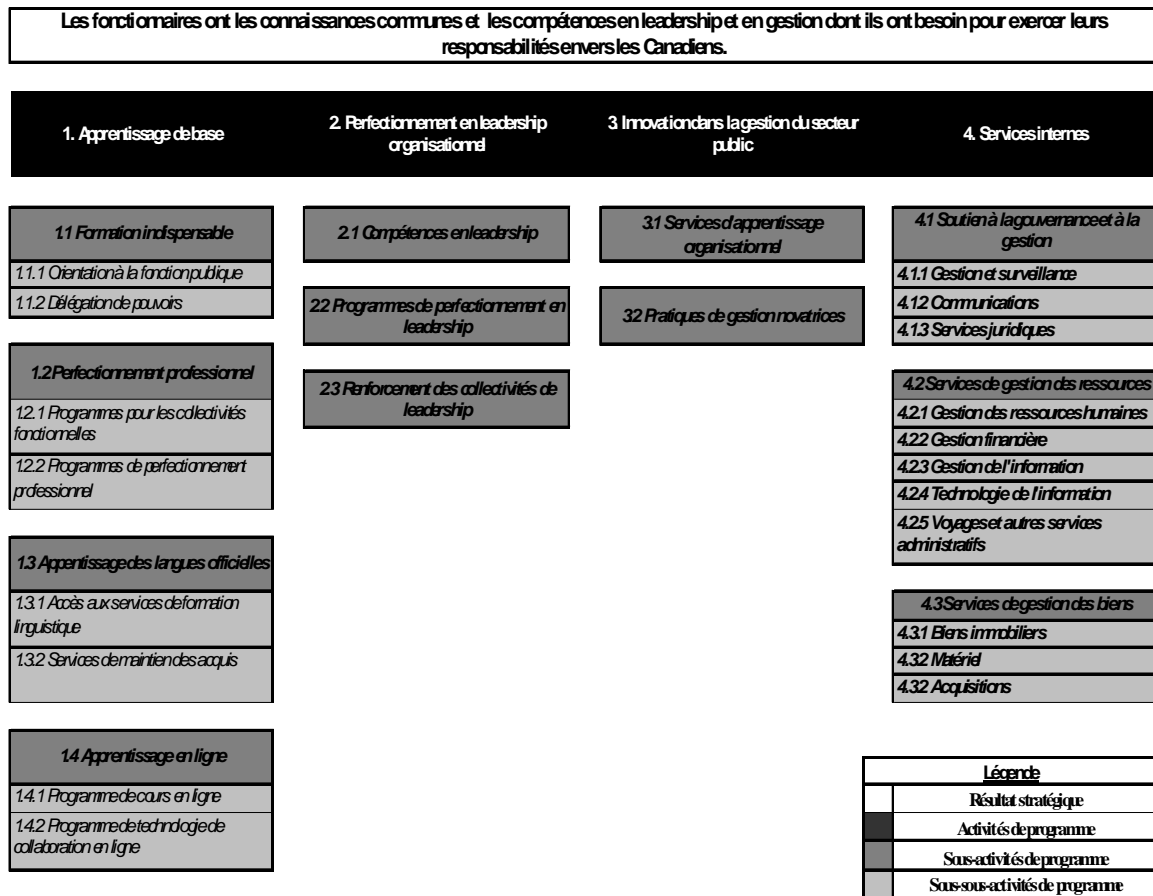 Les fonctionnaires ont les connaissances communes et les compétences en leadership et en gestion dont ils ont besoin pour exercer leurs
responsabilités envers les Canadiens.
1. Apprentissage de base
2. Perfectionnement en leadership
organisationnel
3. Innovation dans la gestion du secteur
public
4. Services internes
1.1 Formation indispensable
1.1.1 Orientation à la fonction publique
1.1.2 Délégation de pouvoirs
1.2 Perfectionnement professionnel
1.2.1 Programmes pour les collectivités
fonctionnelles
1.2.2 Programmes de perfectionnement
professionnel
1.3 Apprentissage des langues officielles
1.3.1 Accès aux services de formation
linguistique
1.3.2 Services de maintien des acquis
1.4 Apprentissage en ligne
1.4.1 Programme de cours en ligne
1.4.2 Programme de technologie de
collaboration en ligne
2.1 Compétences en leadership
2.2 Programmes de perfectionnement en
leadership
2.3 Renforcement des collectivités de
leadership
3.1 Services d'apprentissage
organisationnel
3.2 Pratiques de gestion novatrices
4.1 Soutien à la gouvernance et à la
gestion
4.1.1 Gestion et surveillance
4.1.2 Communications
4.1.3 Services juridiques
4.2 Services de gestion des ressources
4.2.1 Gestion des ressources humaines
4.2.2 Gestion financière
4.2.3 Gestion de l'information
4.2.4 Technologie de l'information
4.2.5 Voyages et autres services
administratifs
4.3 Services de gestion des biens
4.3.1 Biens immobiliers
4.3.2 Matériel
4.3.2 Acquisitions
Légende
Résultat stratégique
Activités de programme
Sous-activités de programme
Sous-sous-activités de programme